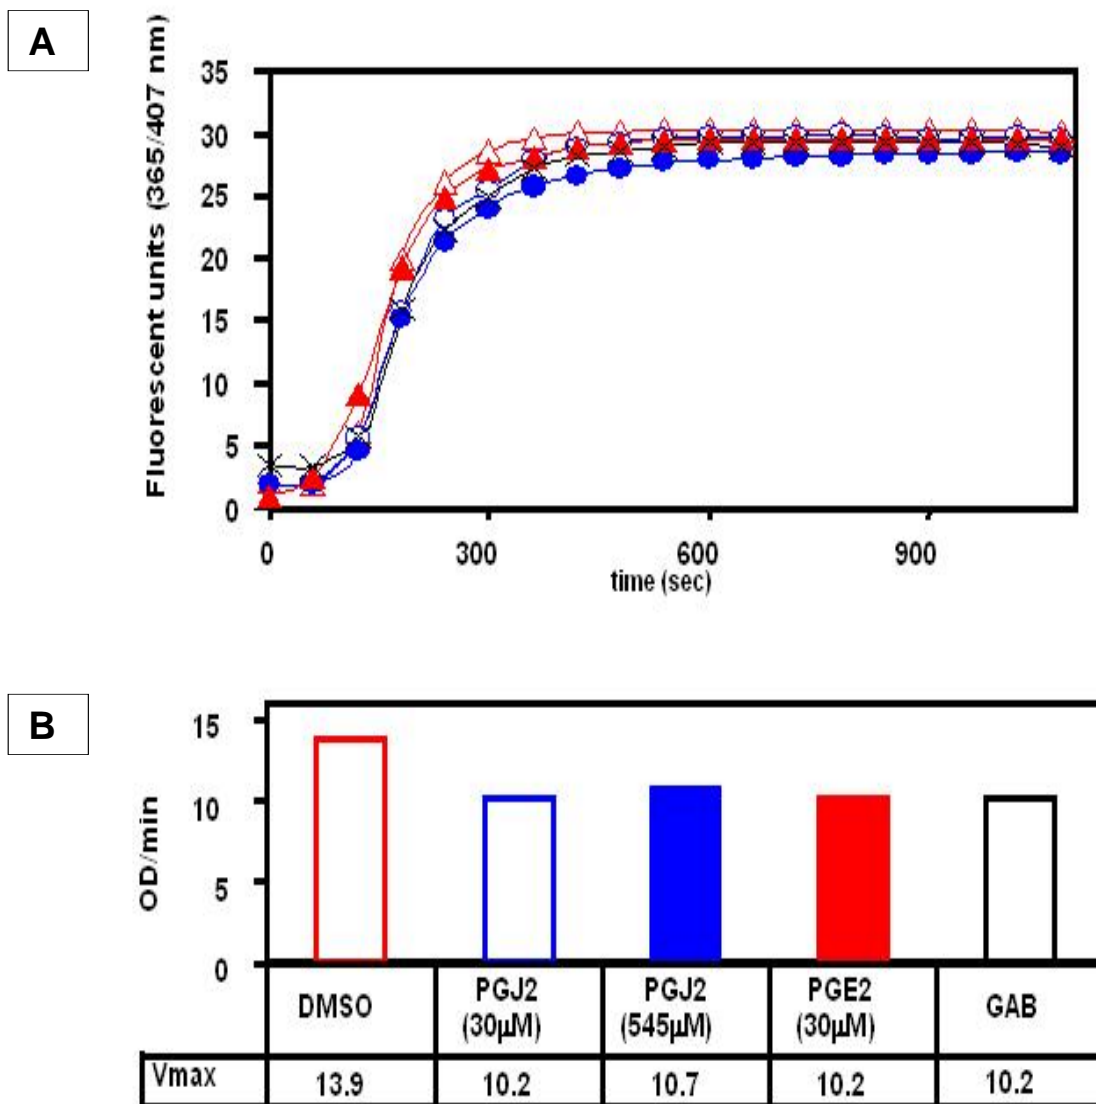 A
Fluorescent units (365/407 nm)
35
30
25
20
15
10
5
0
0 300 600 900
time (sec)
B
OD/min
15
10
5
0
DMSO PGJ2 (30µM) PGJ2 (545µM) PGE2 (30µM) GAB
Vmax 13.9 10.2 10.7 10.2 10.2